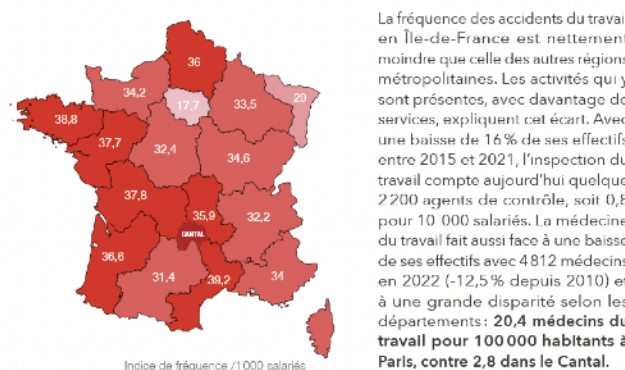 36
34,2
17,7
33,5
29
38,8
37,7
32,4
34,6
37,8
35,9
32,2
CANTAL
36,6
31,4
39,2
34
Indice de fréquence /1000 salariés
La fréquence des accidents du travail
en Île-de-France est nettement
moindre que celle des autres régions
métropolitaines. Les activités qui y
sont présentes, avec davantage de
services, expliquent cet écart. Avec
une baisse de 16 % de ses effectifs
entre 2015 et 2021, l'inspection du
travail compte aujourd'hui quelque
2 200 agents de contrôle, soit 0,8
pour 10 000 salariés. La médecine
du travail fait aussi face à une baisse
de ses effectifs avec 4 812 médecins
en 2022 (-12,5 % depuis 2010) et
à une grande disparité selon les
départements : 20,4 médecins du
travail pour 100 000 habitants à
Paris, contre 2,8 dans le Cantal.